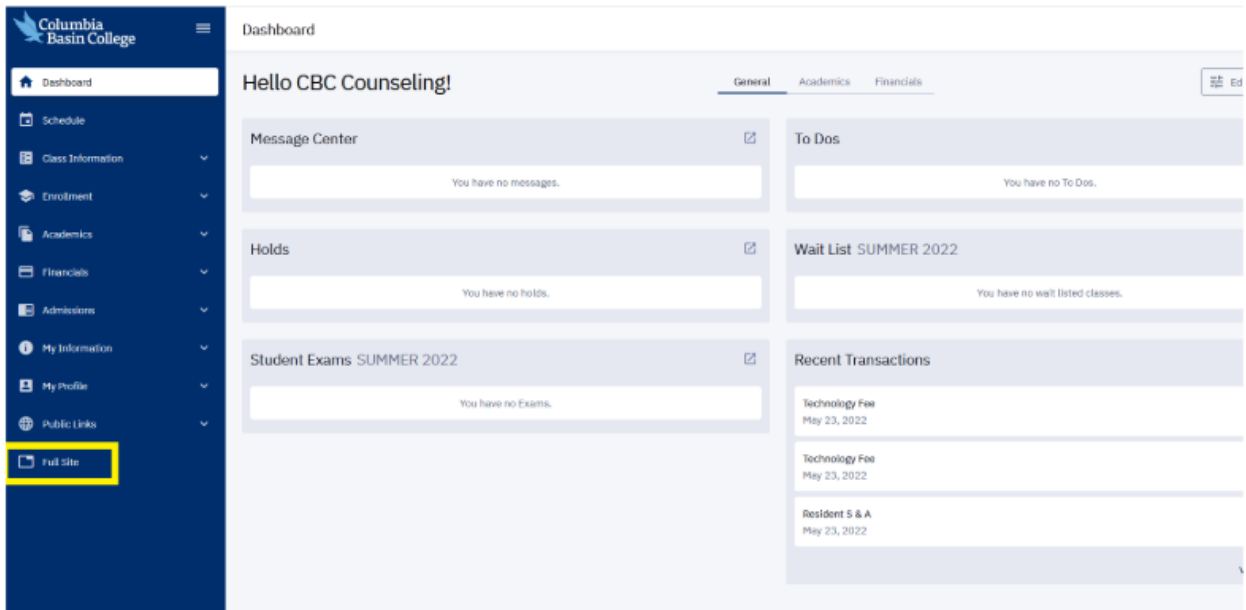 Columbia
Basin College
Dashboard
Schedule
Class Information
Enrollment
Academics
Financials
Admissions
My Information
My Profile
Public Links
Full Site
Dashboard
Hello CBC Counseling!
General
Academics
Financials
Ed
Message Center
You have no messages.
To Dos
You have no To Dos.
Holds
You have no holds.
Wait List SUMMER 2022
You have no wait listed classes.
Student Exams SUMMER 2022
You have no Exams.
Recent Transactions
Technology Fee
May 23, 2022
Technology Fee
May 23, 2022
Resident S & A
May 23, 2022